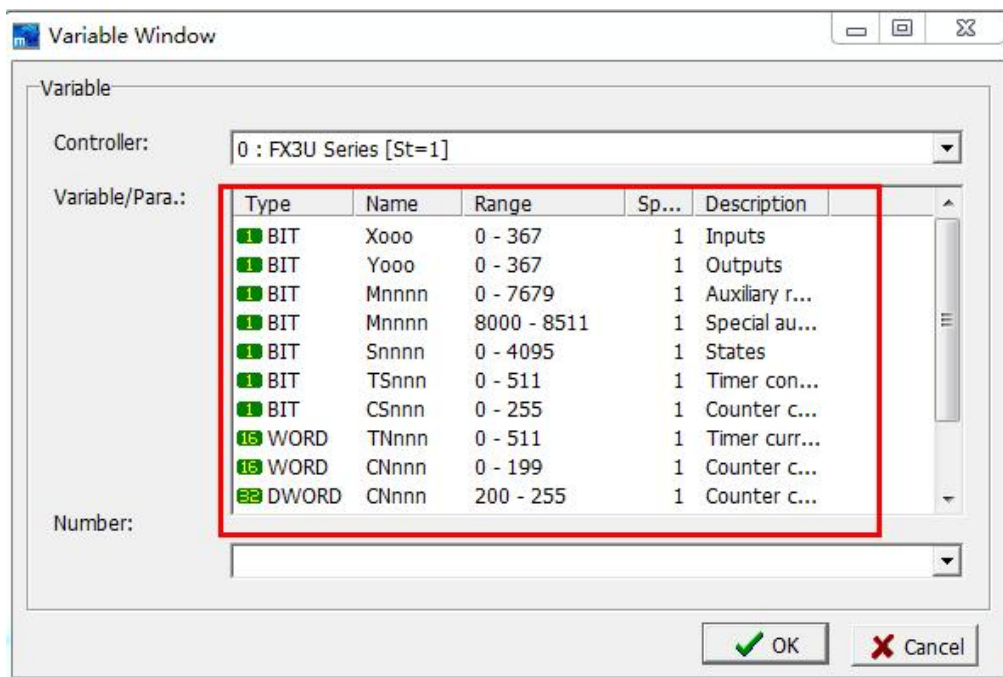 Variable Window
Variable
Controller: 0 : FX3U Series [St=1]
Variable/Para.:
Type Name Range Sp... Description
1 BIT Xooo 0 - 367 1 Inputs
1 BIT Yooo 0 - 367 1 Outputs
1 BIT Mnnnn 0 - 7679 1 Auxiliary r...
1 BIT Mnnnn 8000 - 8511 1 Special au...
1 BIT Snnnn 0 - 4095 1 States
1 BIT TSnnn 0 - 511 1 Timer con...
1 BIT CSnnn 0 - 255 1 Counter c...
16 WORD TNnnn 0 - 511 1 Timer curr...
16 WORD CNnnn 0 - 199 1 Counter c...
32 DWORD CNnnn 200 - 255 1 Counter c...
Number:
OK Cancel